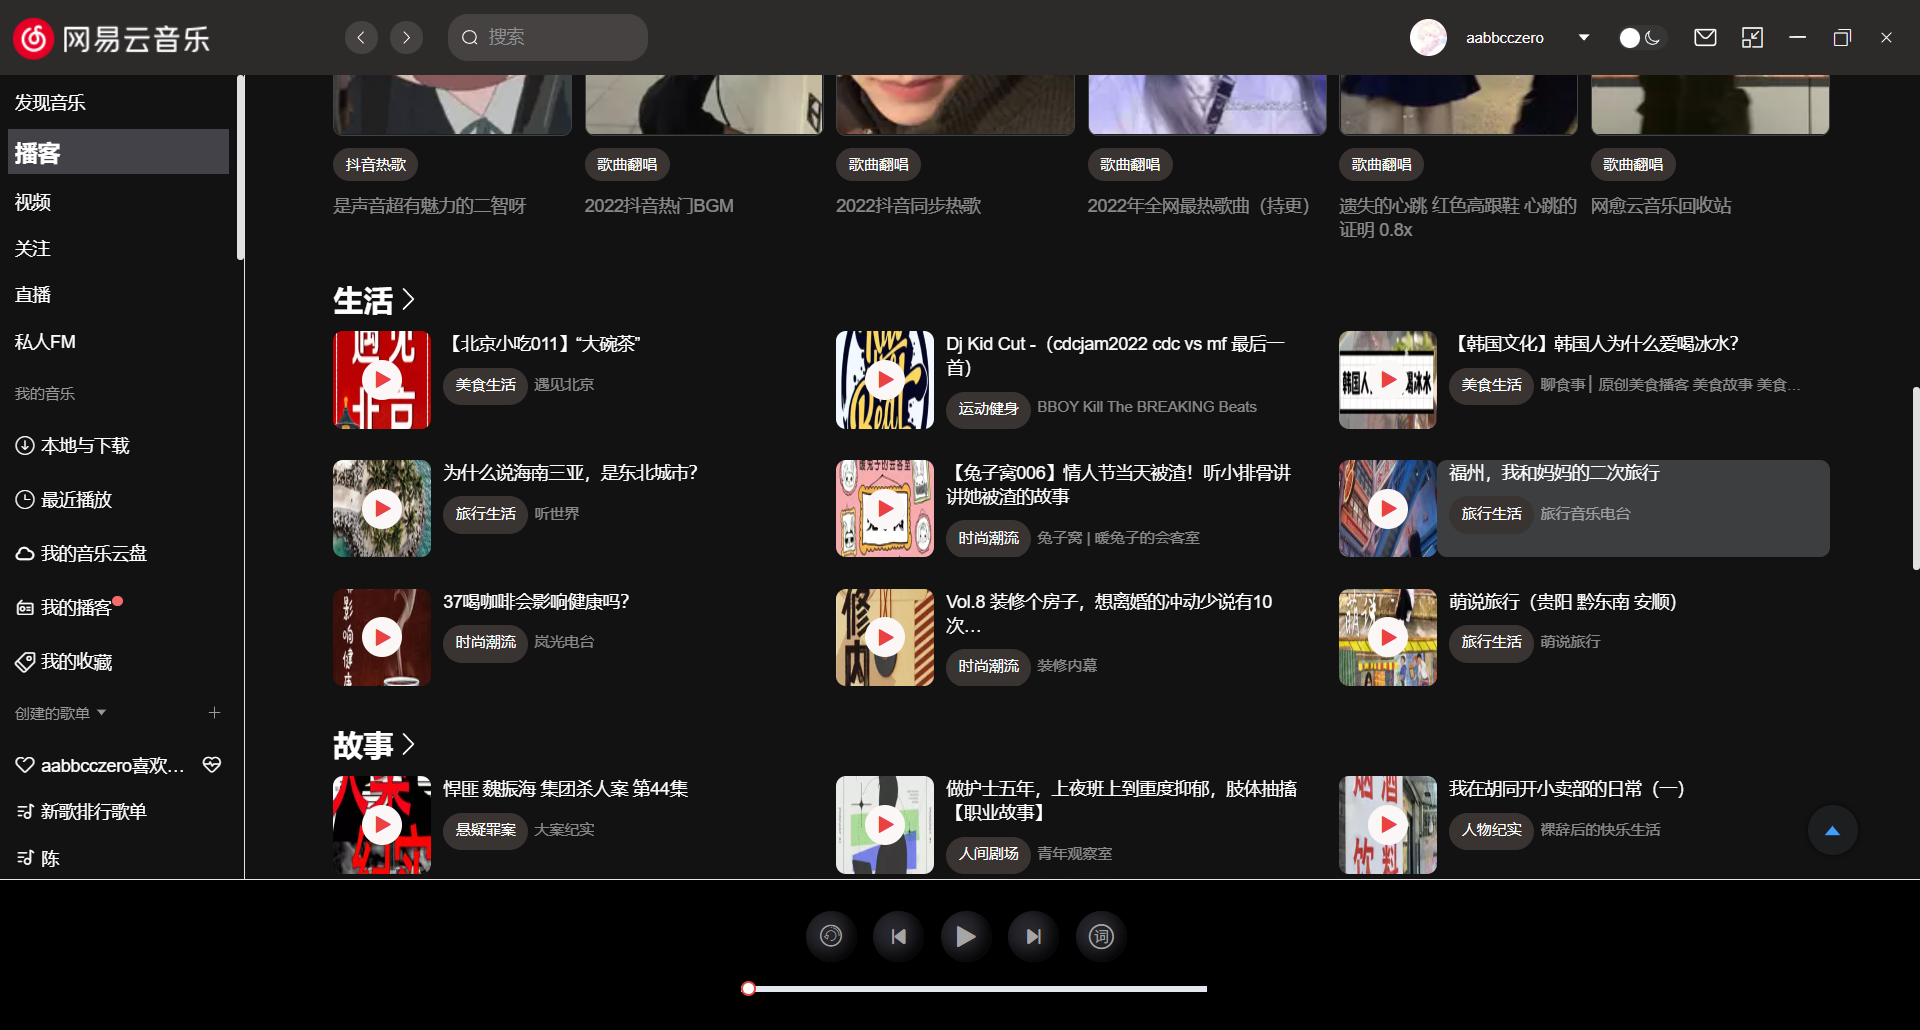 网易云音乐
搜索
aabbcczero
发现音乐
播客
视频
关注
直播
私人FM
我的音乐
本地与下载
最近播放
我的音乐云盘
我的播客
我的收藏
创建的歌单
aabbcczero喜欢…
新歌排行歌单
陈
抖音热歌
是声音超有魅力的二智呀
歌曲翻唱
2022抖音热门BGM
歌曲翻唱
2022抖音同步热歌
歌曲翻唱
2022年全网最热歌曲（持更）
歌曲翻唱
遗失的心跳 红色高跟鞋 心跳的
证明 0.8x
歌曲翻唱
网愈云音乐回收站
生活
【北京小吃011】“大碗茶”
美食生活 遇见北京
Dj Kid Cut -（cdcjam2022 cdc vs mf 最后一
首）
运动健身 BBOY Kill The BREAKING Beats
【韩国文化】韩国人为什么爱喝冰水？
美食生活 聊食事| 原创美食播客 美食故事 美食…
为什么说海南三亚，是东北城市？
旅行生活 听世界
【兔子窝006】情人节当天被渣！听小排骨讲
讲她被渣的故事
时尚潮流 兔子窝 | 暖兔子的会客室
福州，我和妈妈的二次旅行
旅行生活 旅行音乐电台
37喝咖啡会影响健康吗？
时尚潮流 岚光电台
Vol.8 装修个房子，想离婚的冲动少说有10
次…
时尚潮流 装修内幕
萌说旅行（贵阳 黔东南 安顺）
旅行生活 萌说旅行
故事
悍匪 魏振海 集团杀人案 第44集
悬疑罪案 大案纪实
做护士五年，上夜班上到重度抑郁，肢体抽搐
【职业故事】
人间剧场 青年观察室
我在胡同开小卖部的日常（一）
人物纪实 裸辞后的快乐生活
词